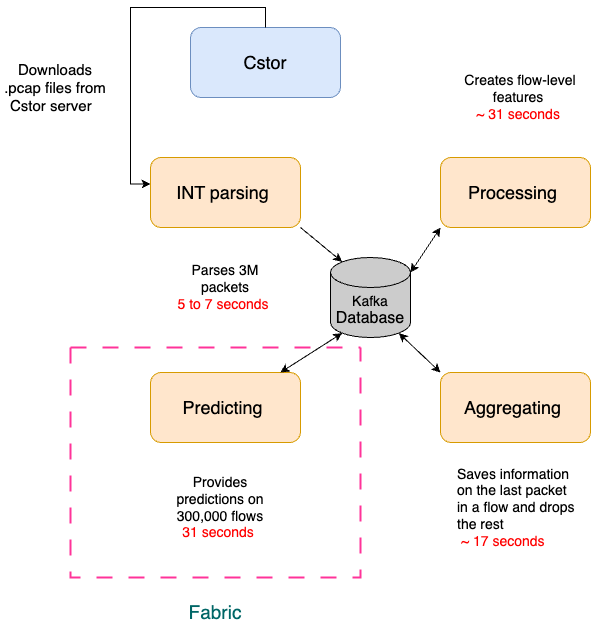 Cstor
Downloads
.pcap files from
Cstor server
Creates flow-level
features
~ 31 seconds
INT parsing
Processing
Parses 3M
packets
5 to 7 seconds
Kafka
Database
Predicting
Aggregating
Provides
predictions on
300,000 flows
31 seconds
Saves information
on the last packet
in a flow and drops
the rest
~ 17 seconds
Fabric